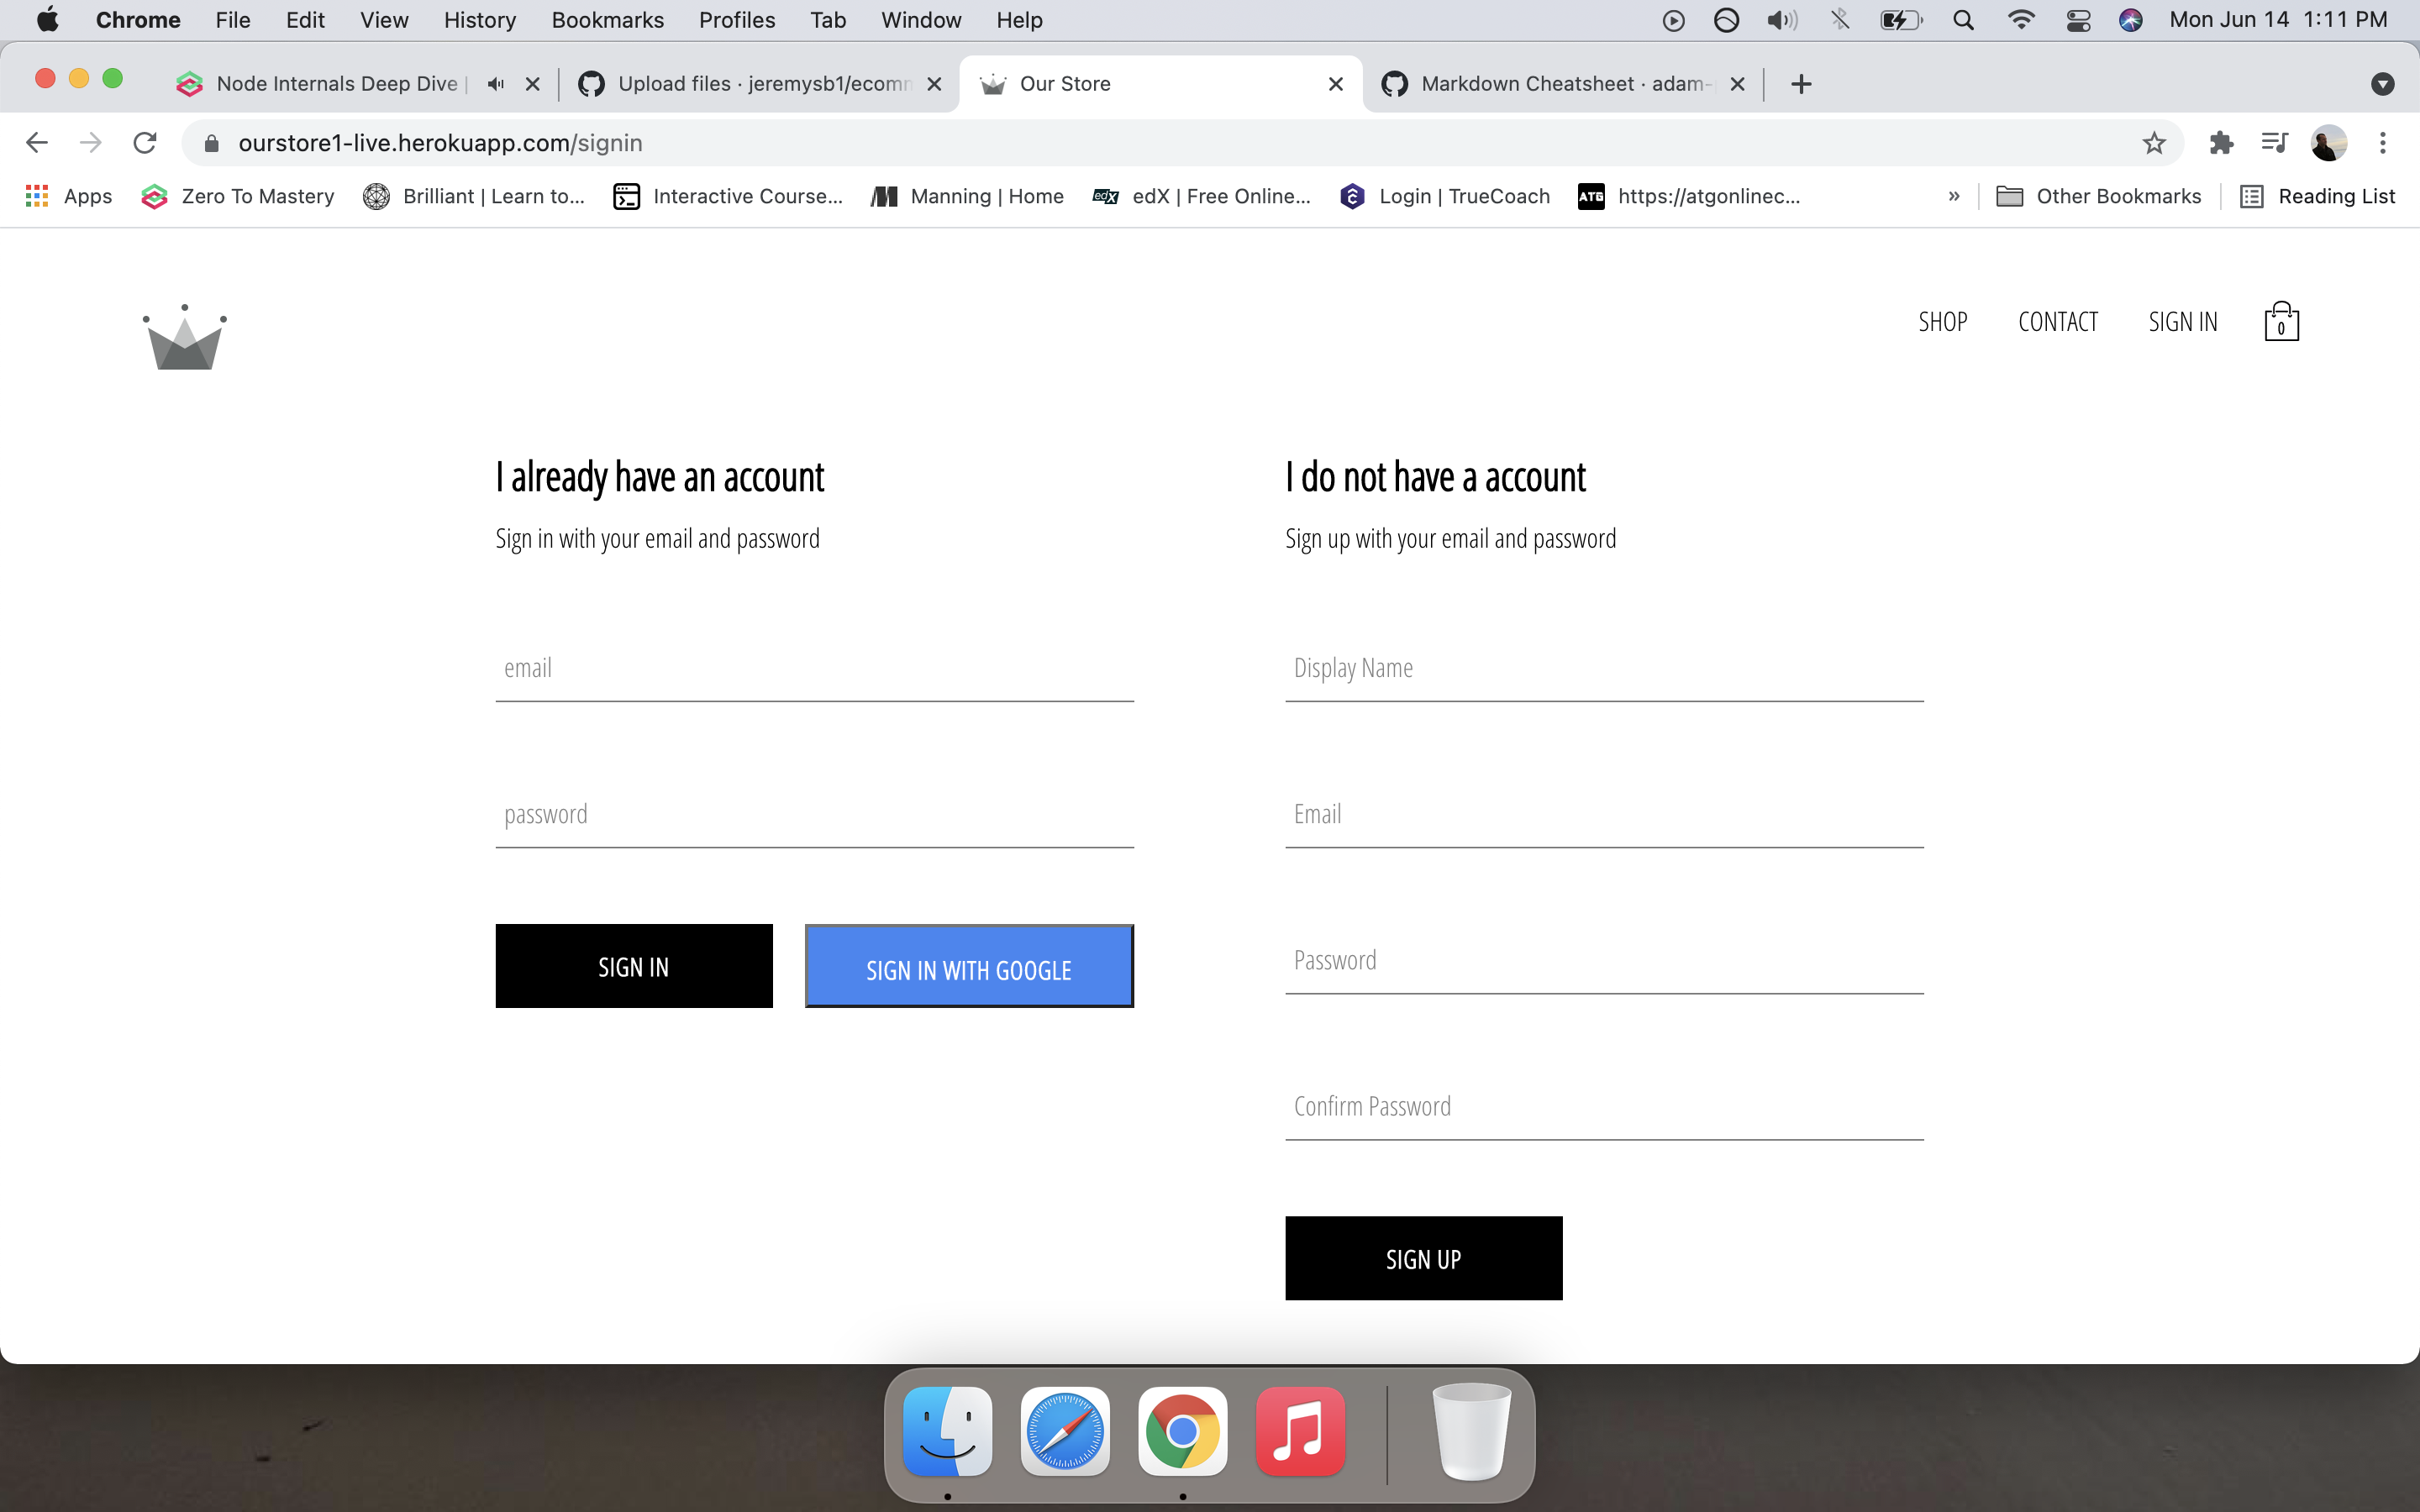 Chrome File Edit View History Bookmarks Profiles Tab Window Help Mon Jun 14 1:11 PM
Node Internals Deep Dive | Upload files · jeremysb1/ecomm Our Store Markdown Cheatsheet · adam-
ourstore1-live.herokuapp.com/signin
Apps Zero To Mastery Brilliant | Learn to... Interactive Course... Manning | Home edX edX | Free Online... Login | TrueCoach ATG https://atgonlinec... » Other Bookmarks Reading List
SHOP CONTACT SIGN IN 0
I already have an account
Sign in with your email and password
email
password
SIGN IN SIGN IN WITH GOOGLE
I do not have a account
Sign up with your email and password
Display Name
Email
Password
Confirm Password
SIGN UP